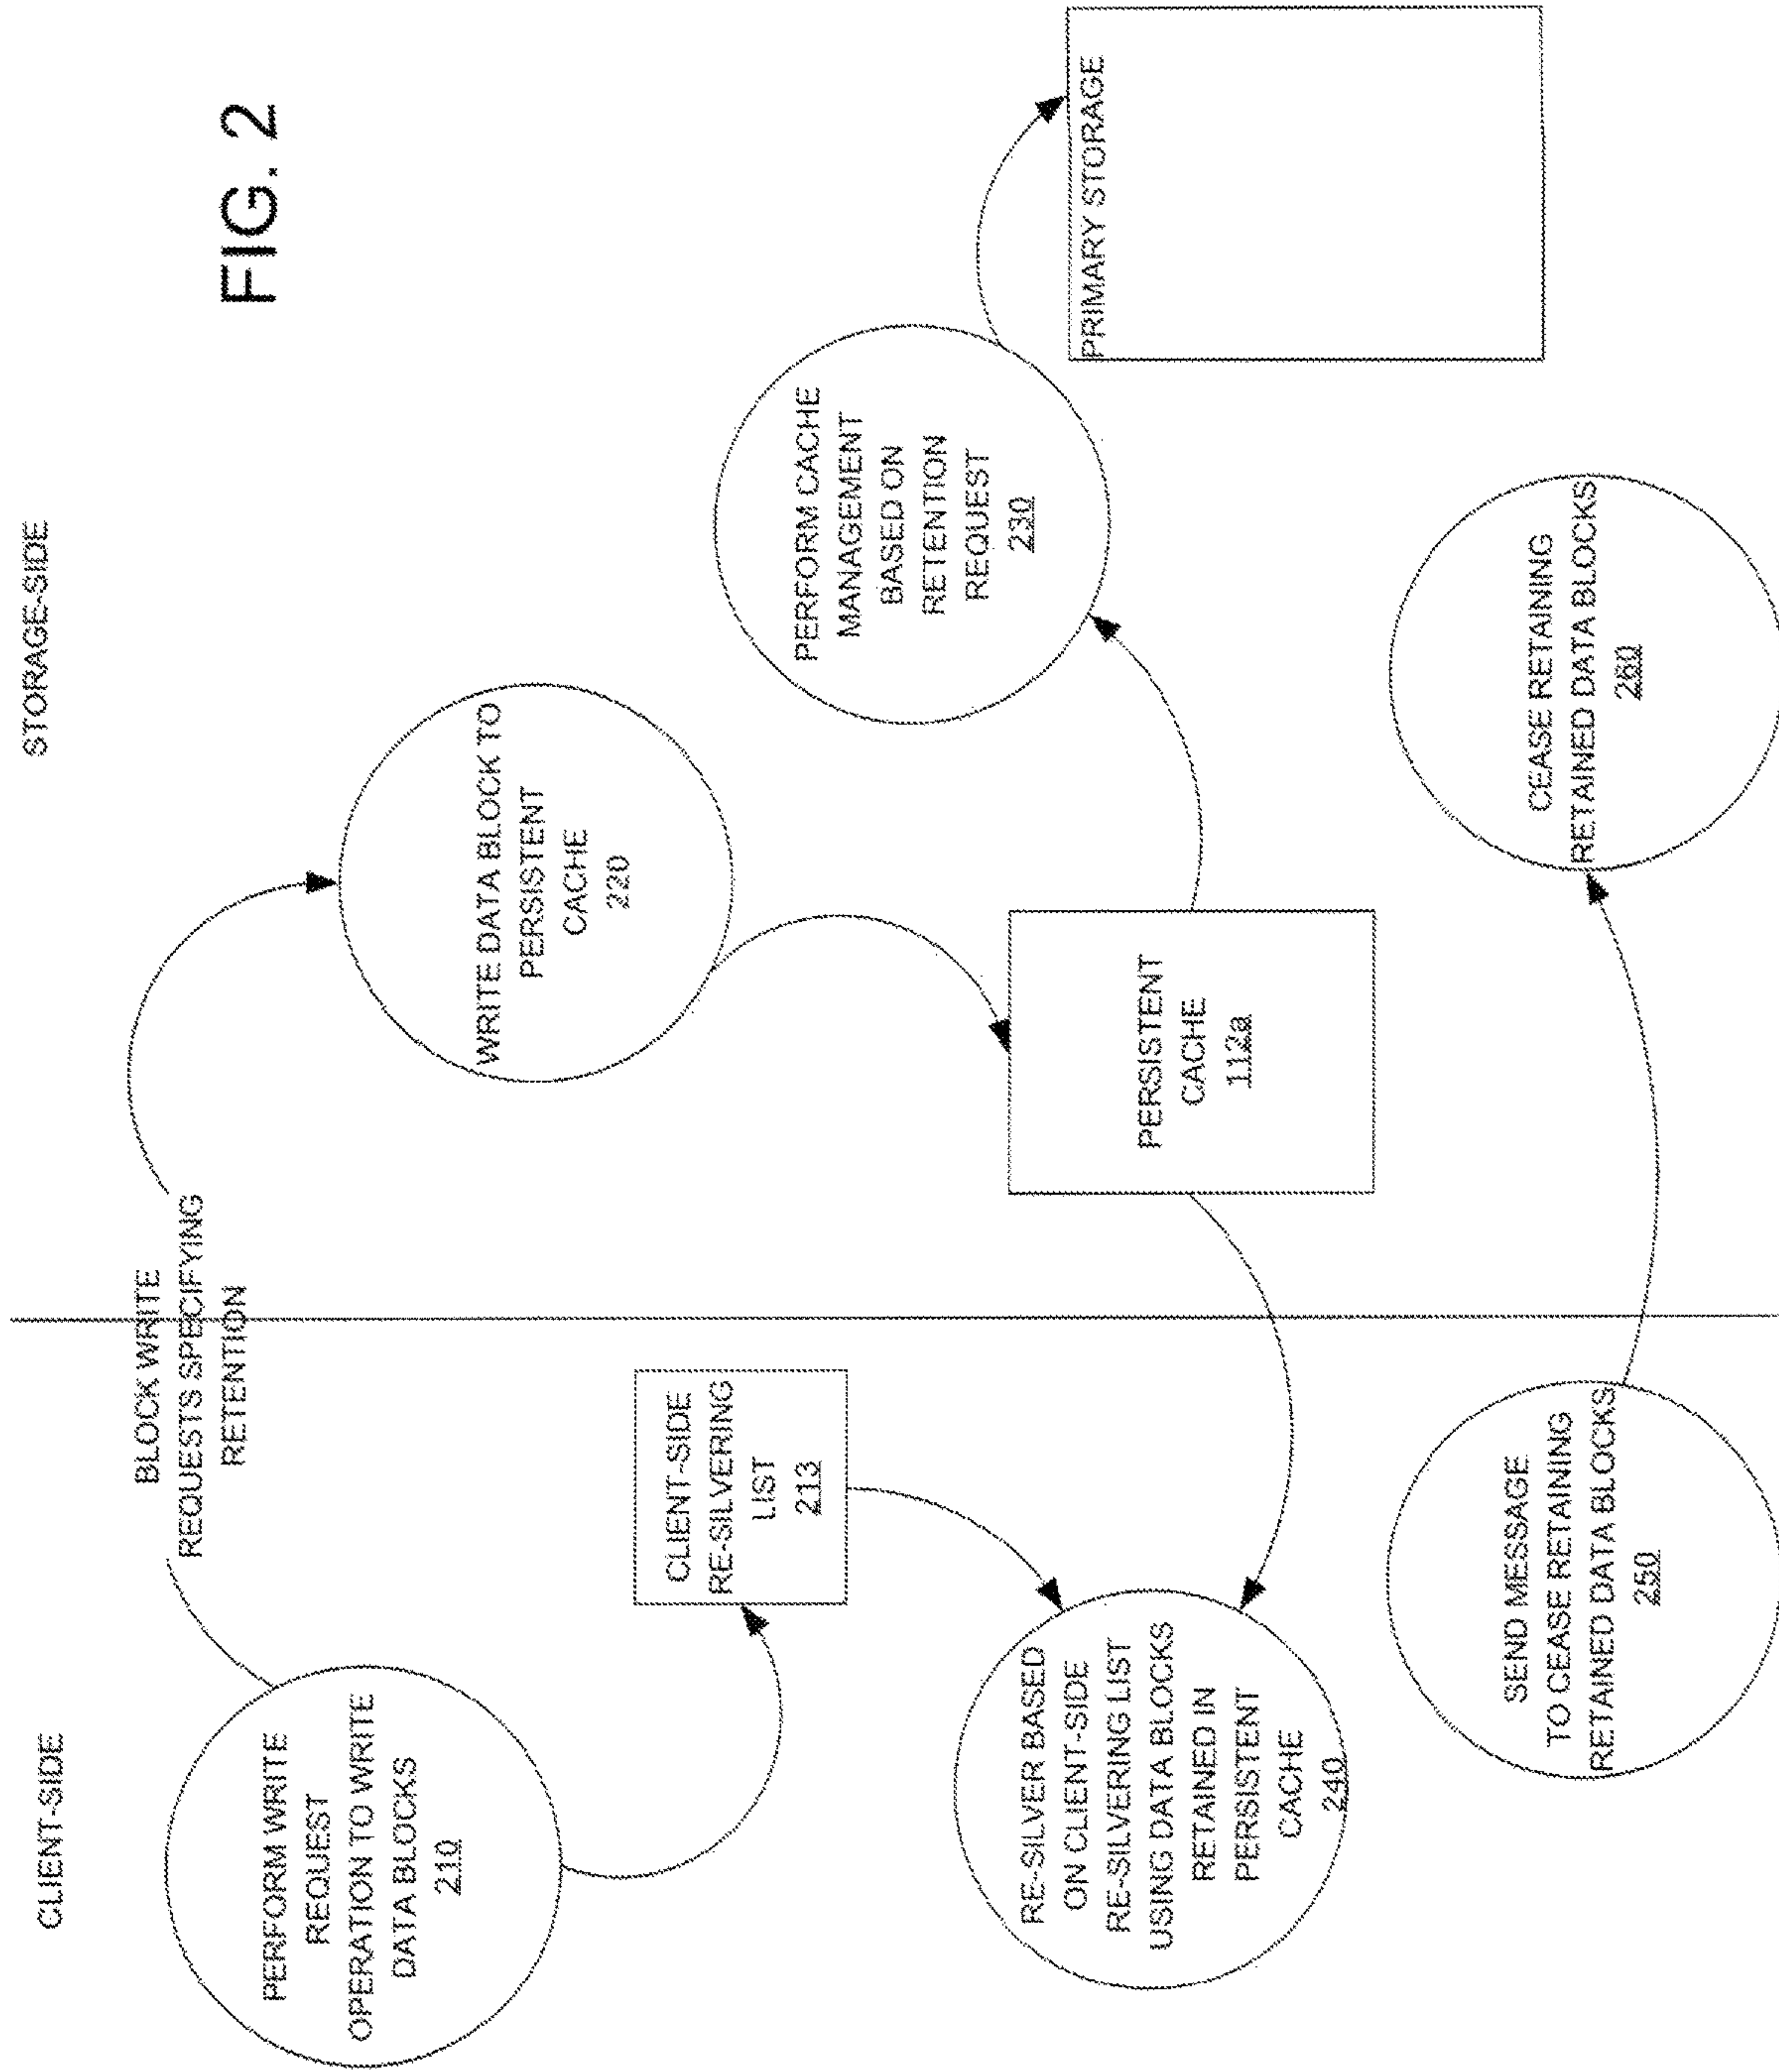 FIG. 2
CLIENT-SIDE
STORAGE-SIDE
BLOCK WRITE
REQUESTS SPECIFYING
RETENTION
PERFORM WRITE
REQUEST
OPERATION TO WRITE
DATA BLOCKS
210
WRITE DATA BLOCK TO
PERSISTENT
CACHE
220
CLIENT-SIDE
RE-SILVERING
LIST
213
PERFORM CACHE
MANAGEMENT
BASED ON
RETENTION
REQUEST
230
RE-SILVER BASED
ON CLIENT-SIDE
RE-SILVERING LIST
USING DATA BLOCKS
RETAINED IN
PERSISTENT
CACHE
240
PERSISTENT
CACHE
112a
PRIMARY STORAGE
SEND MESSAGE
TO CEASE RETAINING
RETAINED DATA BLOCKS
250
CEASE RETAINING
RETAINED DATA BLOCKS
260